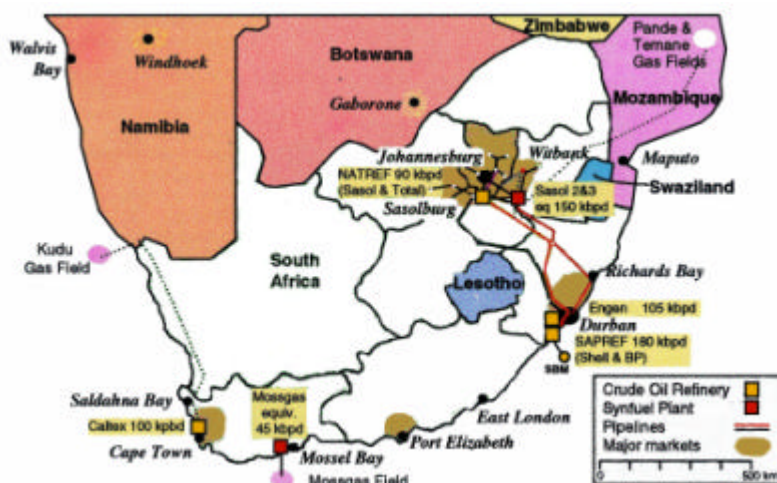 Zimbabwe
Pande &
Temane
Gas Fields
Walvis
Bay
Windhoek
Botswana
Mozambique
Gaborone
Namibia
Johannesburg
Witbank
Maputo
NATREF 90 kbpd
(Sasol & Total)
Sasol 2&3
eq 150 kbpd
Swaziland
Sasolburg
Kudu
Gas Field
South
Africa
Lesotho
Richards Bay
Engen 105 kbpd
Durban
SAPREF 180 kbpd
(Shell & BP)
SBM
Saldahna Bay
Mossgas
equiv.
45 kbpd
Caltex 100 kpbd
Cape Town
Mossel Bay
Port Elizabeth
East London
Mossgas Field
Crude Oil Refinery
Synfuel Plant
Pipelines
Major markets
0 500 km